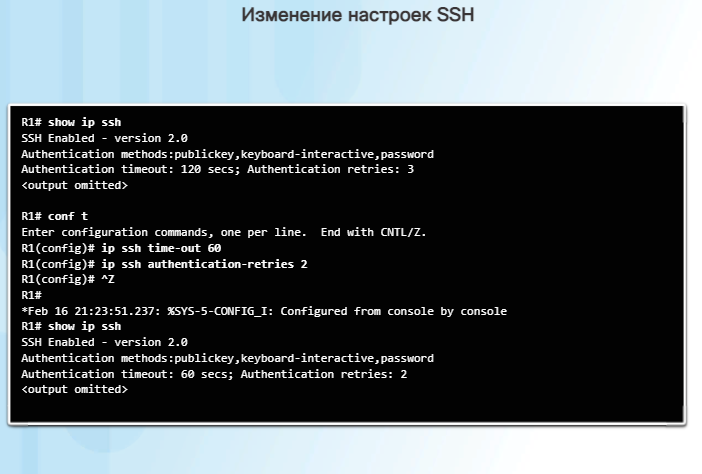 Изменение настроек SSH
R1# show ip ssh
SSH Enabled - version 2.0
Authentication methods:publickey,keyboard-interactive,password
Authentication timeout: 120 secs; Authentication retries: 3
<output omitted>
R1# conf t
Enter configuration commands, one per line.  End with CNTL/Z.
R1(config)# ip ssh time-out 60
R1(config)# ip ssh authentication-retries 2
R1(config)# ^Z
R1#
*Feb 16 21:23:51.237: %SYS-5-CONFIG_I: Configured from console by console
R1# show ip ssh
SSH Enabled - version 2.0
Authentication methods:publickey,keyboard-interactive,password
Authentication timeout: 60 secs; Authentication retries: 2
<output omitted>